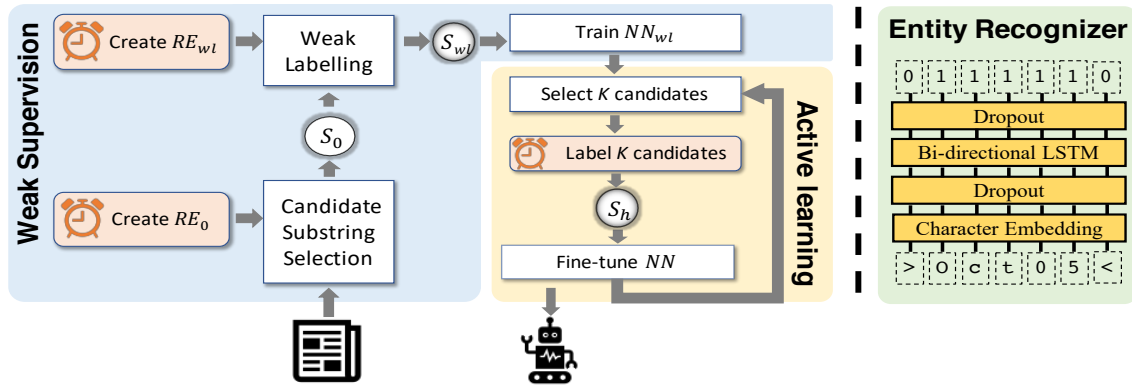 Weak Supervision
Create RE_wl
Weak
Labelling
S_wl
Train NN_wl
S_0
Create RE_0
Candidate
Substring
Selection
Active learning
Select K candidates
Label K candidates
S_h
Fine-tune NN
Entity Recognizer
0 1 1 1 1 1 0
Dropout
Bi-directional LSTM
Dropout
Character Embedding
> O c t 0 5 <